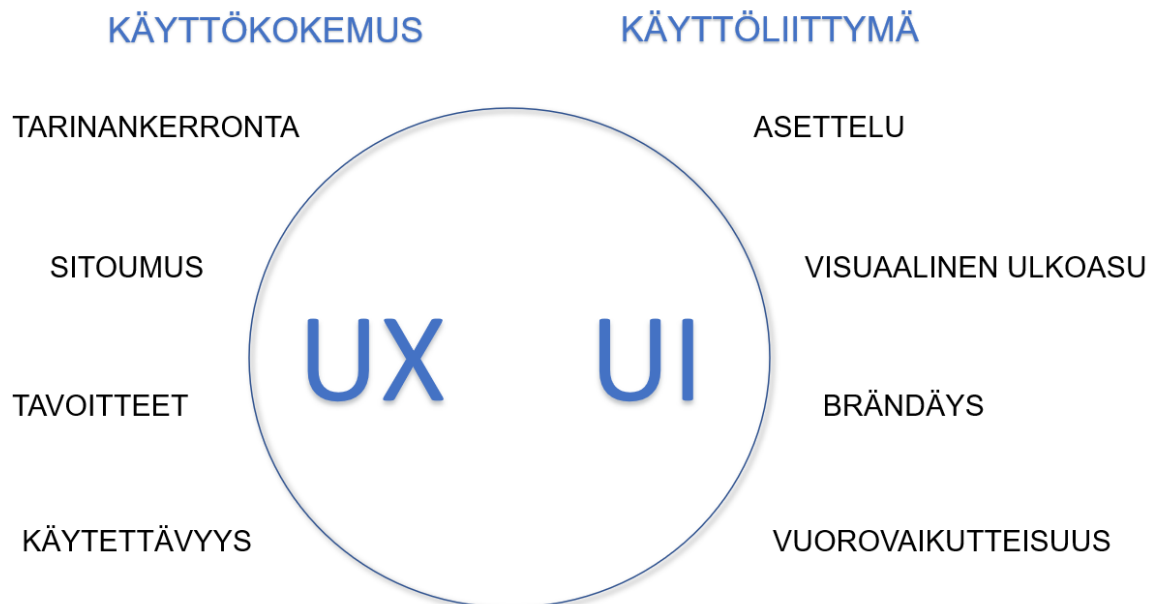 KÄYTTÖKOKEMUS
KÄYTTÖLIITTYMÄ
TARINANKERRONTA
ASETTELU
SITOUMUS
VISUAALINEN ULKOASU
UX
UI
TAVOITTEET
BRÄNDÄYS
KÄYTETTÄVYYS
VUOROVAIKUTTEISUUS